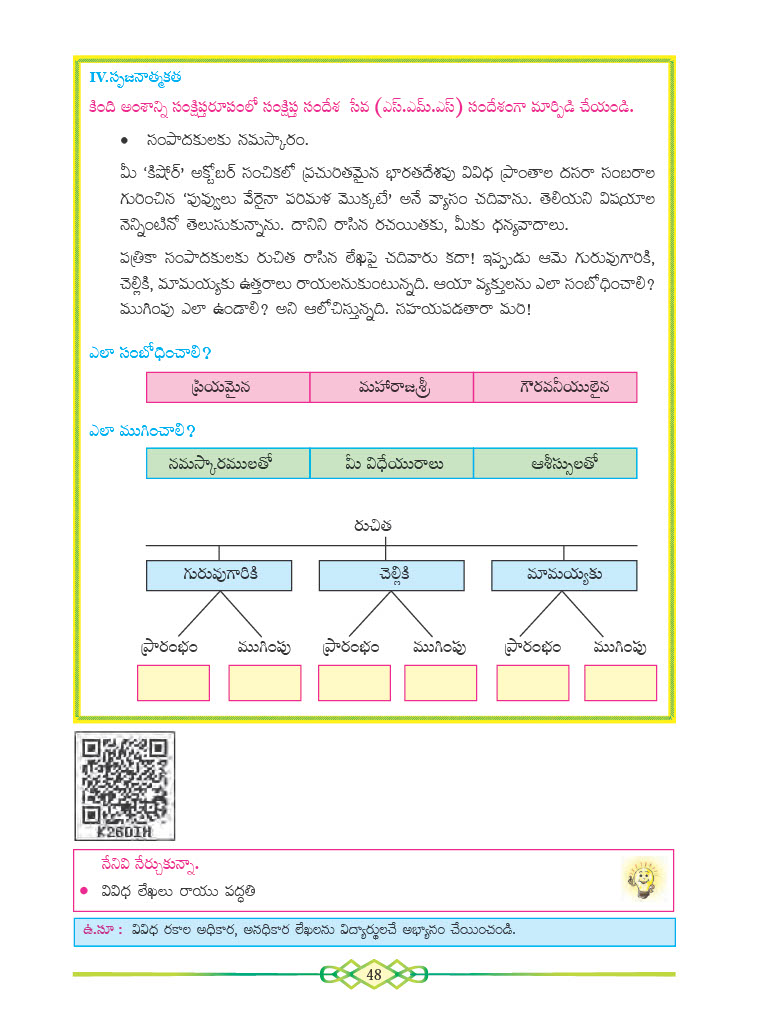 IV.సృజనాత్మకత
కింది అంశాన్ని సంక్షిప్తరూపంలో సంక్షిప్త సందేశ సేవ (ఎస్.ఎమ్.ఎస్) సందేశంగా మార్పిడి చేయండి.
• సంపాదకులకు నమస్కారం.
మీ ‘కిషోర్’ అక్టోబర్ సంచికలో ప్రచురితమైన భారతదేశపు వివిధ ప్రాంతాల దసరా సంబరాల
గురించిన ‘పువ్వులు వేరైనా పరిమళ మొక్కటే’ అనే వ్యాసం చదివాను. తెలియని విషయాల
నెన్నింటినో తెలుసుకున్నాను. దానిని రాసిన రచయితకు, మీకు ధన్యవాదాలు.
పత్రికా సంపాదకులకు రుచిత రాసిన లేఖపై చదివారు కదా! ఇప్పుడు ఆమె గురువుగారికి,
చెల్లికి, మామయ్యకు ఉత్తరాలు రాయలనుకుంటున్నది. ఆయా వ్యక్తులను ఎలా సంబోధించాలి?
ముగింపు ఎలా ఉండాలి? అని ఆలోచిస్తున్నది. సహయపడతారా మరి!
ఎలా సంబోధించాలి?
ప్రియమైన మహారాజశ్రీ గౌరవనీయులైన
ఎలా ముగించాలి?
నమస్కారములతో మీ విధేయురాలు ఆశీస్సులతో
రుచిత
గురువుగారికి చెల్లికి మామయ్యకు
ప్రారంభం ముగింపు ప్రారంభం ముగింపు ప్రారంభం ముగింపు
K26DIH
నేనివి నేర్చుకున్నా.
• వివిధ లేఖలు రాయు పద్ధతి
ఉ.సూ : వివిధ రకాల అధికార, అనధికార లేఖలను విద్యార్థులచే అభ్యాసం చేయించండి.
48